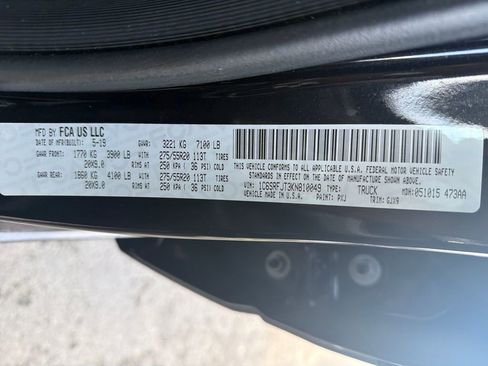 MFD BY FCA US LLC
DATE OF MFR(BUILT): 5-19 GVWR: 3221 KG 7100 LB
GAWR FRONT: 1770 KG 3900 LB WITH 275/55R20 113T TIRES
20X9.0 RIMS AT 250 KPA ( 36 PSI) COLD
GAWR REAR: 1860 KG 4100 LB WITH 275/55R20 113T TIRES
20X9.0 RIMS AT 250 KPA ( 36 PSI) COLD
THIS VEHICLE CONFORMS TO ALL APPLICABLE U.S.A. FEDERAL MOTOR VEHICLE SAFETY
STANDARDS IN EFFECT ON THE DATE OF MANUFACTURE SHOWN ABOVE.
VIN: 1C6SRFJT3KN810049 TYPE: TRUCK MDH: 051015 473AA
VEHICLE MADE IN U.S.A. PAINT: PXJ TRIM: GJX9